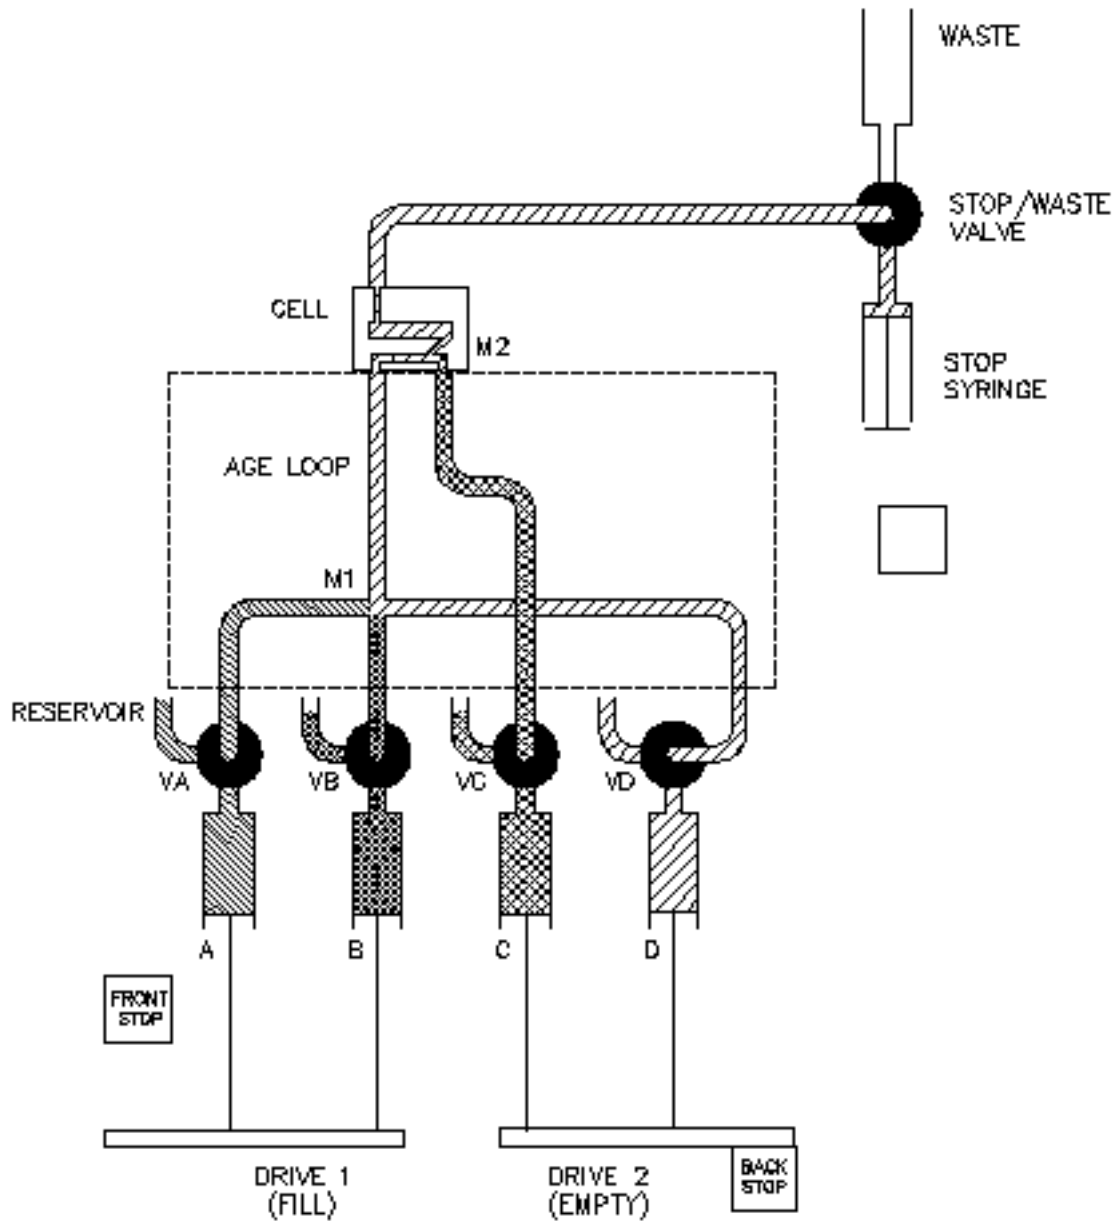 WASTE
STOP/WASTE
VALVE
CELL
M2
STOP
SYRINGE
AGE LOOP
M1
RESERVOIR
VA
VB
VC
VD
A
B
C
D
FRONT
STOP
DRIVE 1
(FILL)
DRIVE 2
(EMPTY)
BACK
STOP